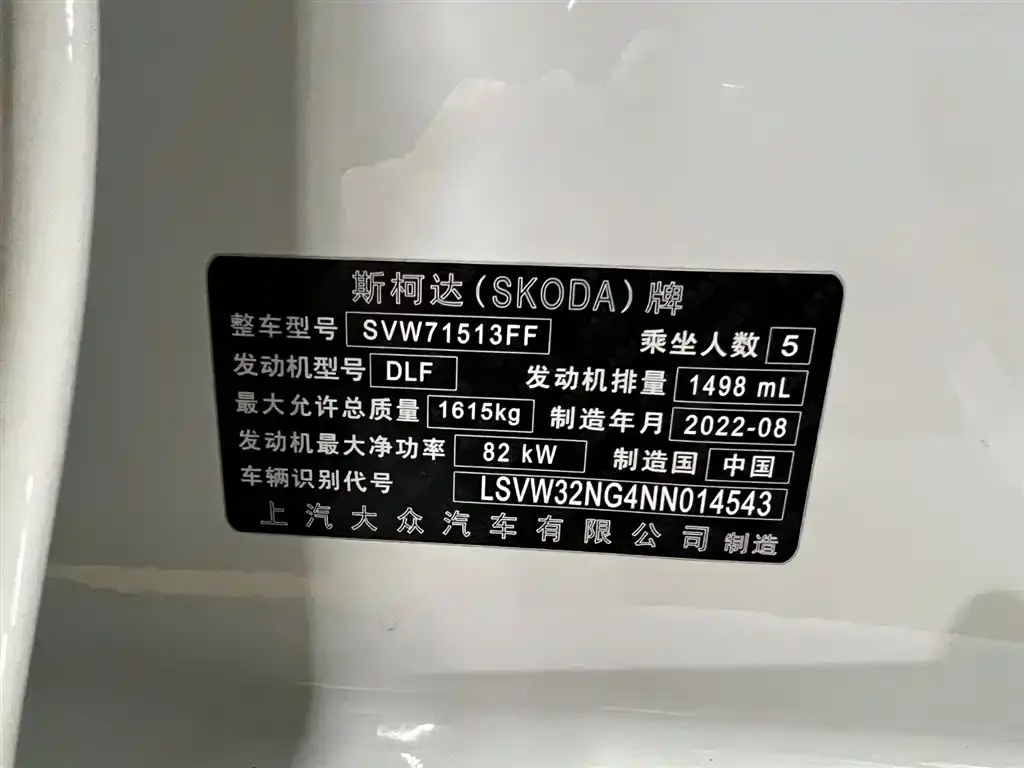 斯柯达(SKODA)牌
整车型号 SVW71513FF 乘坐人数 5
发动机型号 DLF 发动机排量 1498 mL
最大允许总质量 1615kg 制造年月 2022-08
发动机最大净功率 82 kW 制造国 中国
车辆识别代号 LSVW32NG4NN014543
上汽大众汽车有限公司 制造